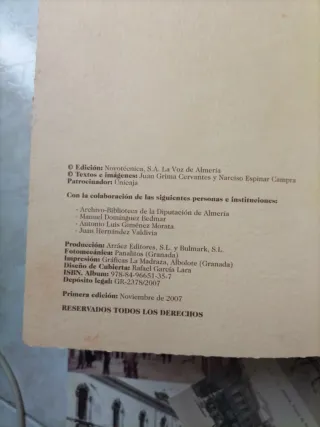 © Edición: Novotécnica, S.A. La Voz de Almería
© Textos e imágenes: Juan Grima Cervantes y Narciso Espinar Campra
Patrocinador: Unicaja
Con la colaboración de las siguientes personas e instituciones:
- Archivo-Biblioteca de la Diputación de Almería
- Manuel Domínguez Bedmar
- Antonio Luis Giménez Morata
- Juan Hernández Valdivia
Producción: Arráez Editores, S.L. y Bulmark, S.L.
Fotomecánica: Panalitos (Granada)
Impresión: Gráficas La Madraza, Albolote (Granada)
Diseño de Cubierta: Rafael García Lara
ISBN. Album: 978-84-96651-35-7
Depósito legal: GR-2378/2007
Primera edición: Noviembre de 2007
RESERVADOS TODOS LOS DERECHOS